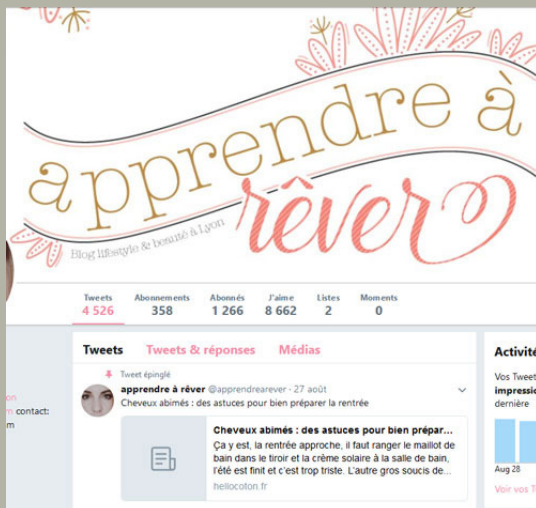 apprendre à
rêver
Blog lifestyle & beauté à Lyon
Tweets Abonnements Abonnés J'aime Listes Moments
4 526 358 1 266 8 662 2 0
Tweets Tweets & réponses Médias
Tweet épinglé
apprendre à rêver @apprendrearever · 27 août
Cheveux abimés : des astuces pour bien préparer la rentrée
Cheveux abimés : des astuces pour bien prépar...
Ça y est, la rentrée approche, il faut ranger le maillot de
bain dans le tiroir et la crème solaire à la salle de bain,
l'été est finit et c'est trop triste. L'autre gros soucis de...
hellocoton.fr
contact:
Activité
Vos Tweet
impressio
dernière
Aug 28
Voir vos T